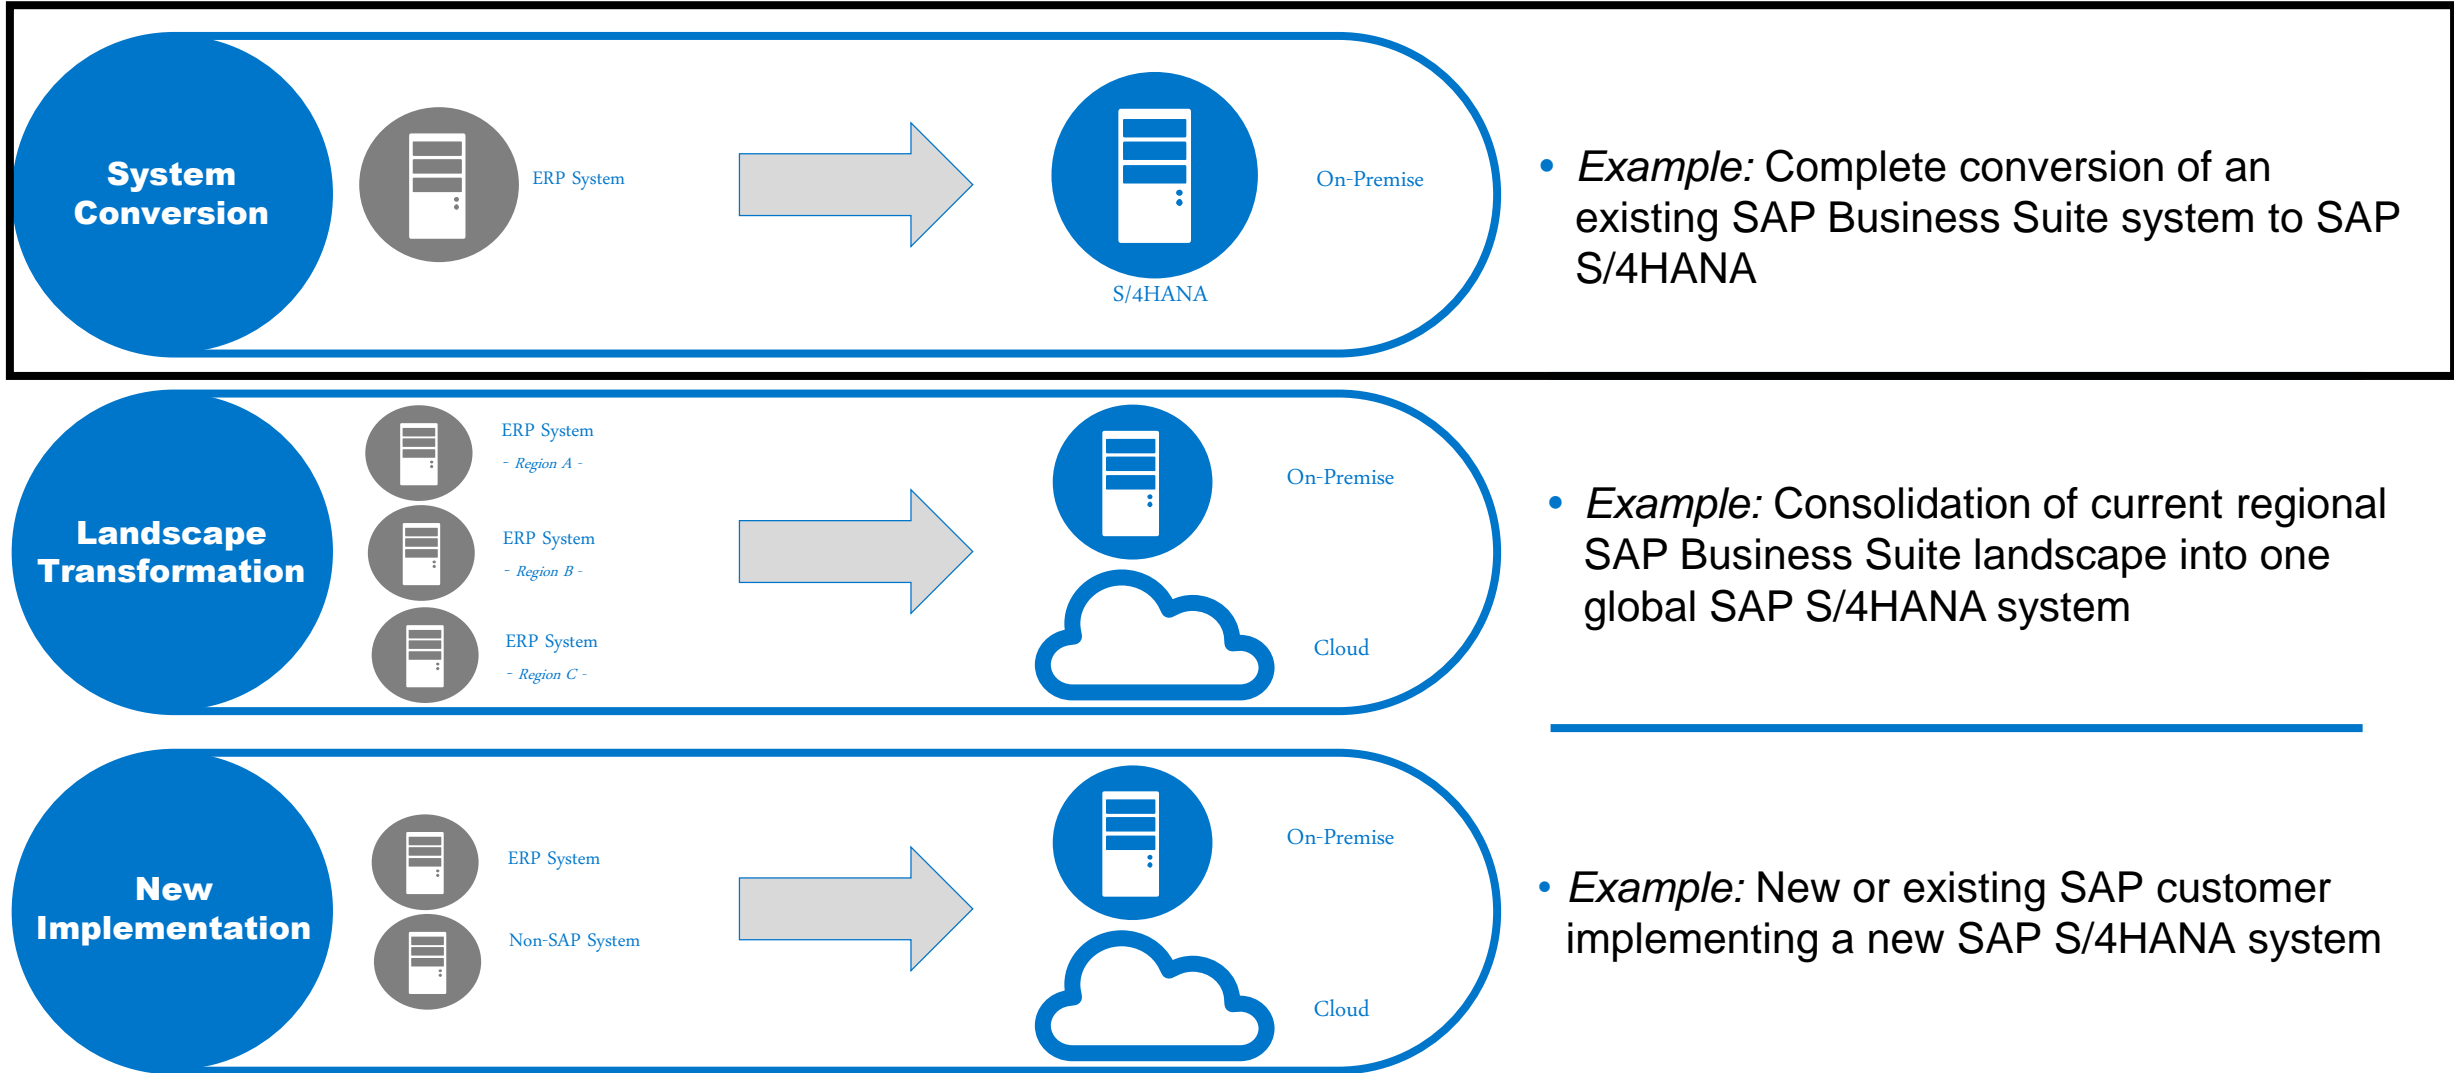 System
Conversion
ERP System
On-Premise
S/4HANA
• Example: Complete conversion of an
existing SAP Business Suite system to SAP
S/4HANA
Landscape
Transformation
ERP System
- Region A -
ERP System
- Region B -
ERP System
- Region C -
On-Premise
Cloud
• Example: Consolidation of current regional
SAP Business Suite landscape into one
global SAP S/4HANA system
New
Implementation
ERP System
Non-SAP System
On-Premise
Cloud
• Example: New or existing SAP customer
implementing a new SAP S/4HANA system